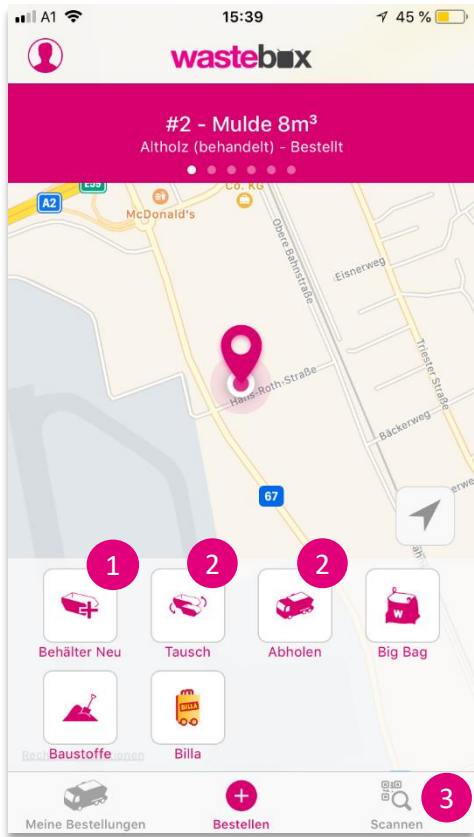 A1
15:39
45 %
wastebox
#2 - Mulde 8m³
Altholz (behandelt) - Bestellt
E59
A2
Co. KG
McDonald's
Obere Bahnstraße
Eisnerweg
Triester Straße
Hans-Roth-Straße
Bäckerweg
67
1
2
2
Behälter Neu
Tausch
Abholen
W
Big Bag
BILLA
Baustoffe
Billa
3
Meine Bestellungen
Bestellen
Scannen